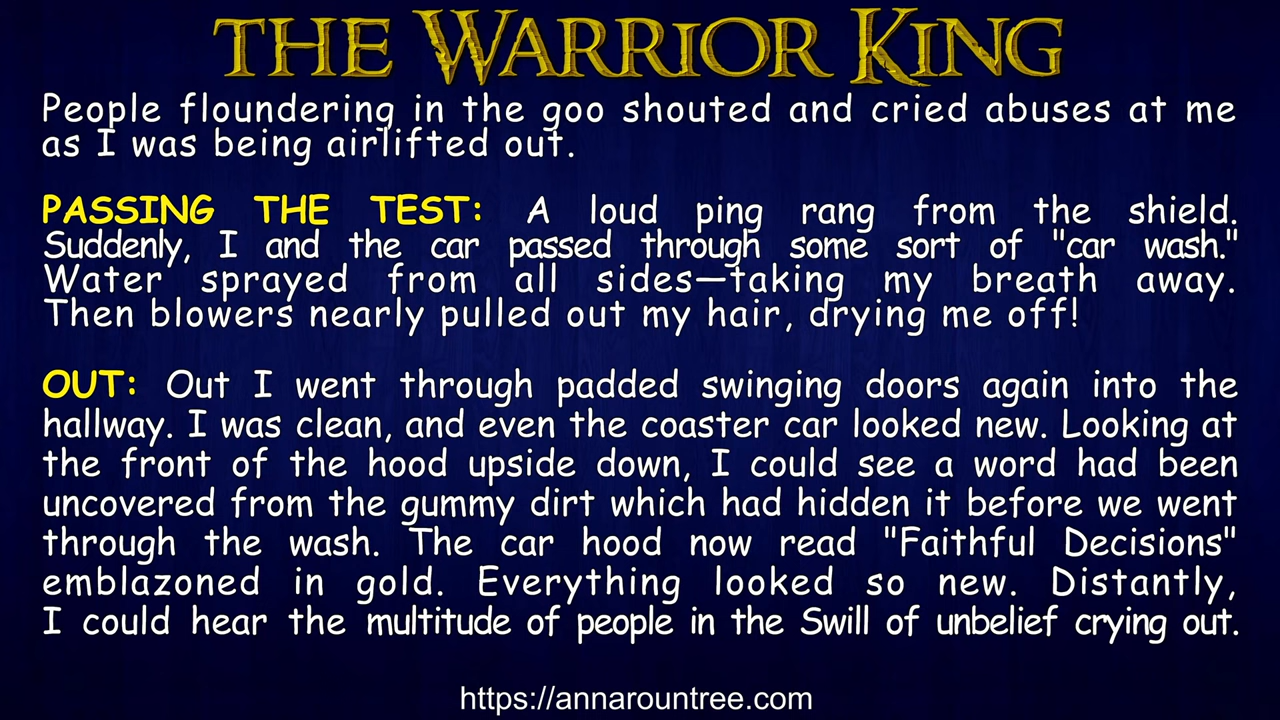 THE WARRIOR KING
People floundering in the goo shouted and cried abuses at me
as I was being airlifted out.
PASSING THE TEST: A loud ping rang from the shield.
Suddenly, I and the car passed through some sort of "car wash."
Water sprayed from all sides—taking my breath away.
Then blowers nearly pulled out my hair, drying me off!
OUT: Out I went through padded swinging doors again into the
hallway. I was clean, and even the coaster car looked new. Looking at
the front of the hood upside down, I could see a word had been
uncovered from the gummy dirt which had hidden it before we went
through the wash. The car hood now read "Faithful Decisions"
emblazoned in gold. Everything looked so new. Distantly,
I could hear the multitude of people in the Swill of unbelief crying out.
https://annarountree.com